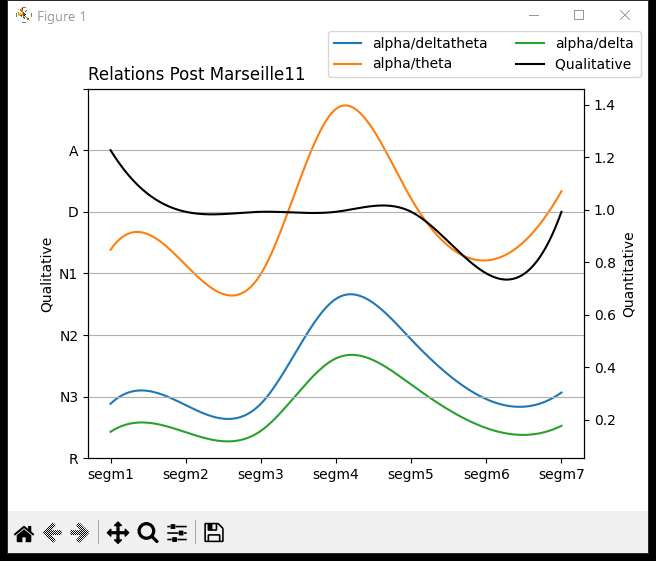 Figure 1
alpha/deltatheta alpha/delta
alpha/theta Qualitative
Relations Post Marseille11
A
D
N1
N2
N3
R
Qualitative
1.4
1.2
1.0
0.8
0.6
0.4
0.2
Quantitative
segm1 segm2 segm3 segm4 segm5 segm6 segm7